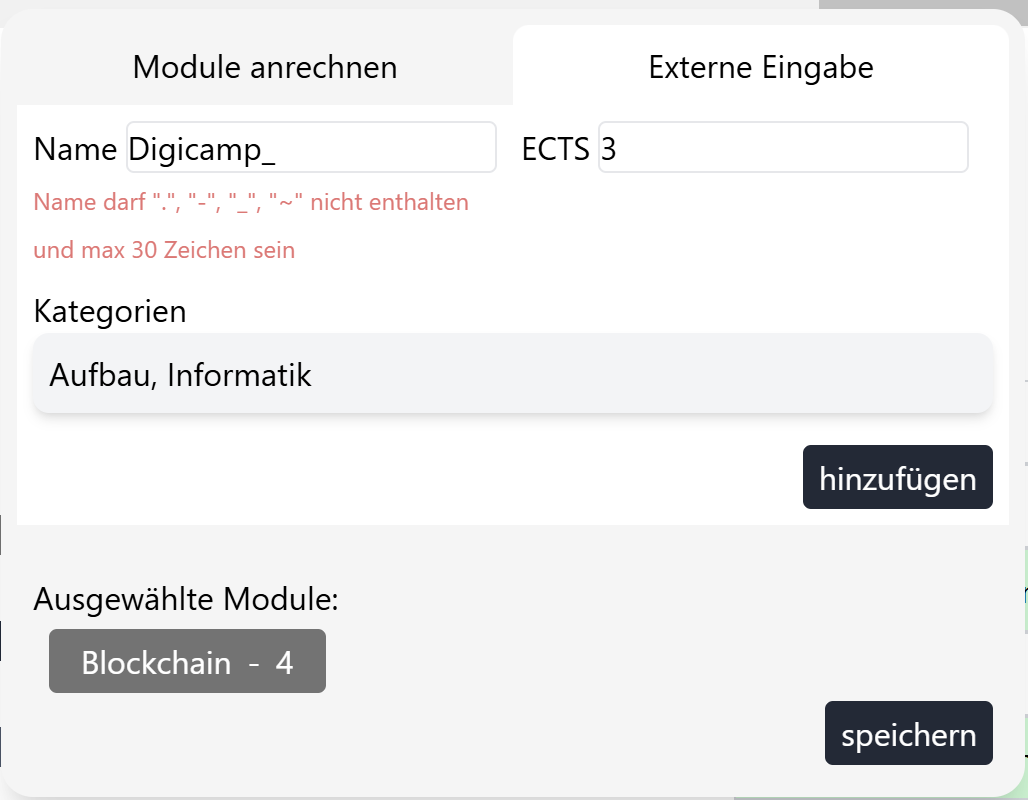 Module anrechnen
Externe Eingabe
Name Digicamp_
ECTS 3
Name darf ".", "-", "_", "~" nicht enthalten
und max 30 Zeichen sein
Kategorien
Aufbau, Informatik
hinzufügen
Ausgewählte Module:
Blockchain - 4
speichern